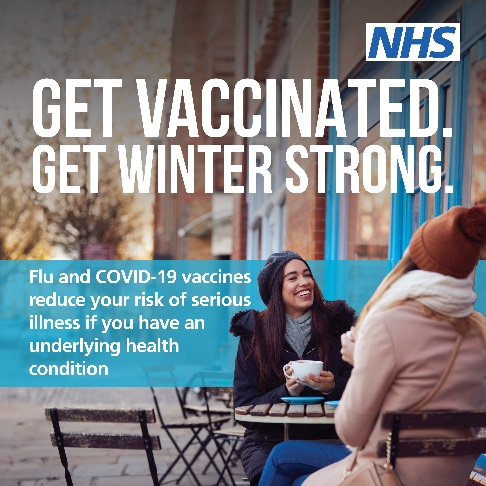 NHS
GET VACCINATED.
GET WINTER STRONG.
Flu and COVID-19 vaccines
reduce your risk of serious
illness if you have an
underlying health
condition